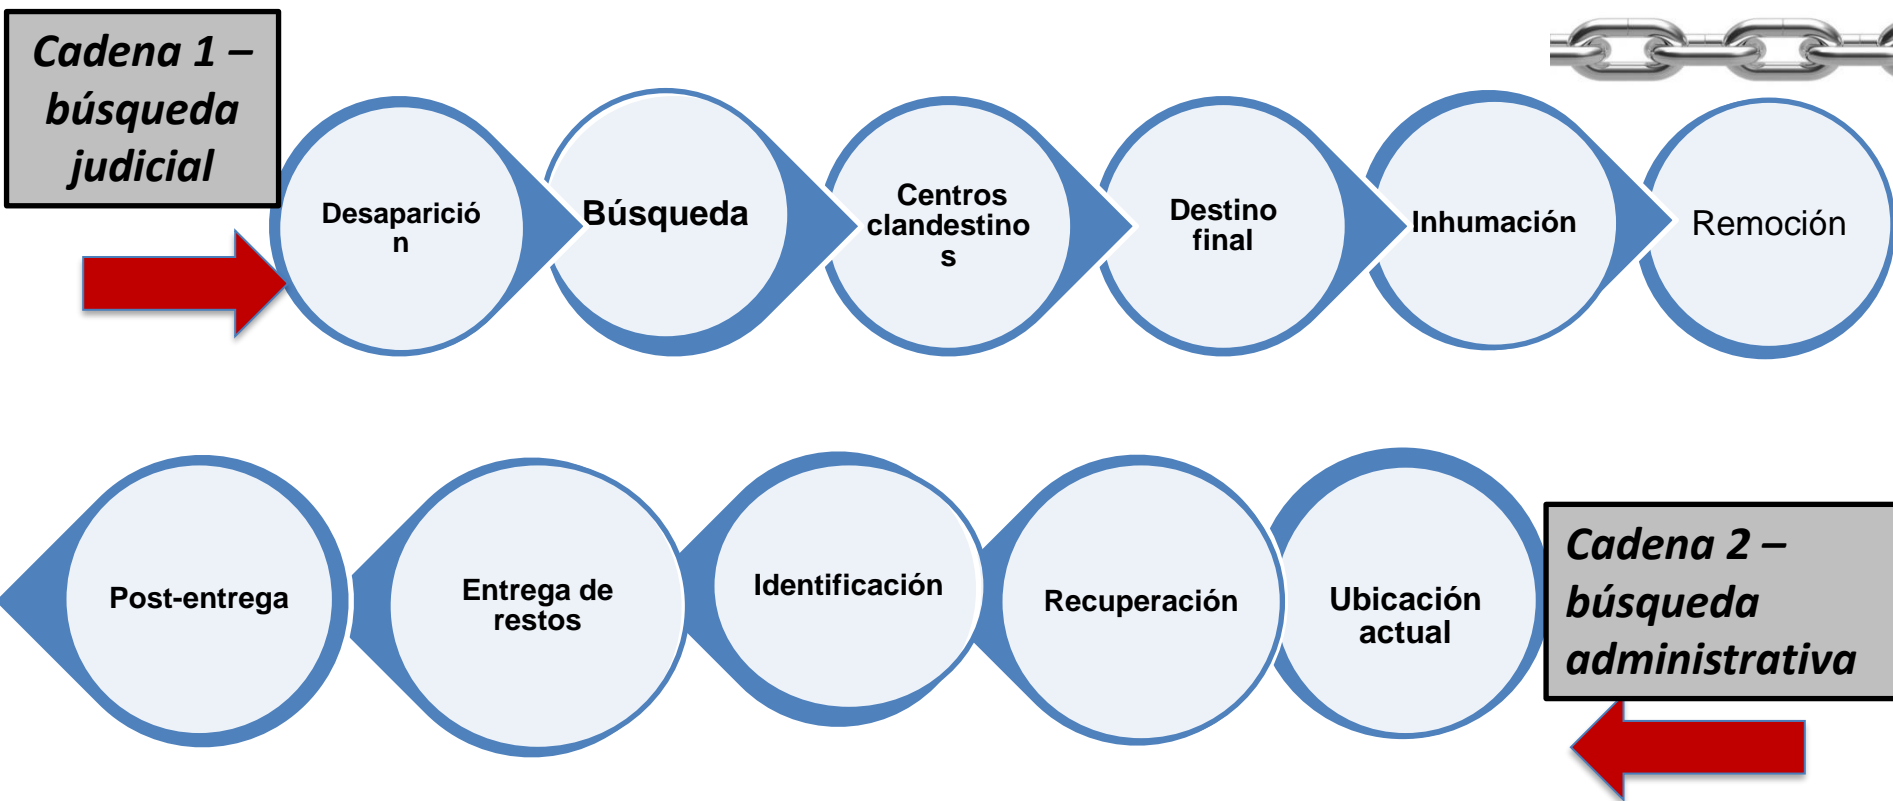 Cadena 1 –
búsqueda
judicial
Desaparició
n
Búsqueda
Centros
clandestino
s
Destino
final
Inhumación
Remoción
Post-entrega
Entrega de
restos
Identificación
Recuperación
Ubicación
actual
Cadena 2 –
búsqueda
administrativa